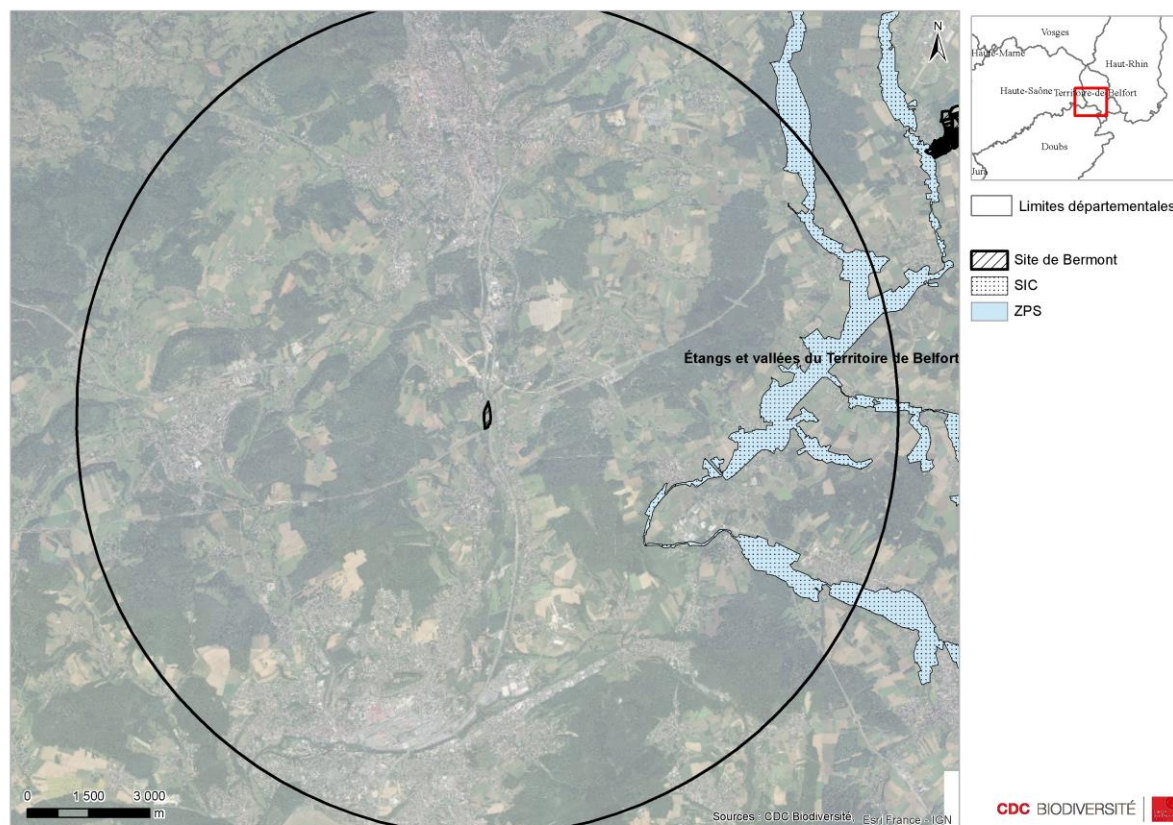 N
Étangs et vallées du Territoire de Belfort
0 1 500 3 000
m
Sources : CDC Biodiversité, Esri France - IGN
Vosges
Haute-Marne
Haut-Rhin
Haute-Saône
Territoire-de-Belfort
Doubs
Jura
Limites départementales
Site de Bermont
SIC
ZPS
CDC BIODIVERSITÉ